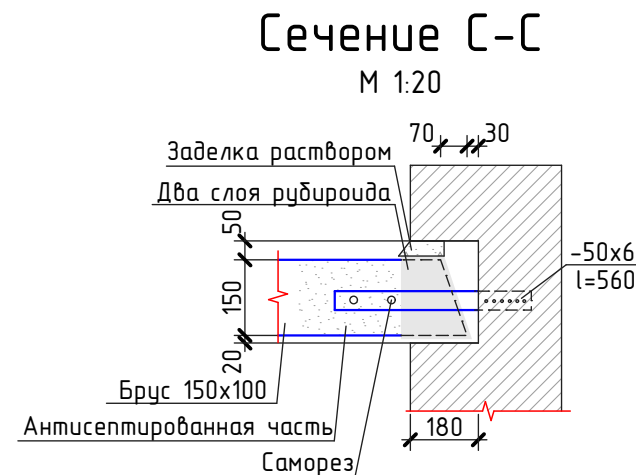 Сечение С-С
М 1:20
70 30
Заделка раствором
Два слоя рубироида
50
150
20
-50х6
l=560
Брус 150х100
Антисептированная часть
180
Саморез